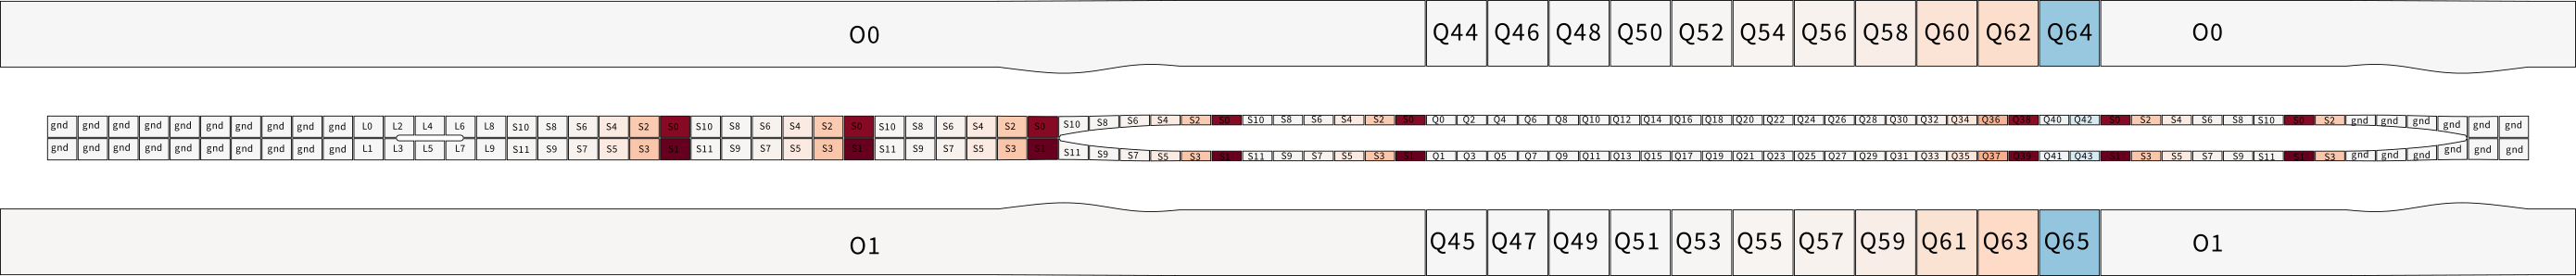 O0 Q44 Q46 Q48 Q50 Q52 Q54 Q56 Q58 Q60 Q62 Q64 O0
gnd gnd gnd gnd gnd gnd gnd gnd gnd gnd L0 L2 L4 L6 L8 S10 S8 S6 S4 S2 S0 S10 S8 S6 S4 S2 S0 S10 S8 S6 S4 S2 S0 S10 S8 S6 S4 S2 S0 S10 S8 S6 S4 S2 S0 Q0 Q2 Q4 Q6 Q8 Q10 Q12 Q14 Q16 Q18 Q20 Q22 Q24 Q26 Q28 Q30 Q32 Q34 Q36 Q38 Q40 Q42 S0 S2 S4 S6 S8 S10 S0 S2 gnd gnd gnd gnd gnd gnd
gnd gnd gnd gnd gnd gnd gnd gnd gnd gnd L1 L3 L5 L7 L9 S11 S9 S7 S5 S3 S1 S11 S9 S7 S5 S3 S1 S11 S9 S7 S5 S3 S1 S11 S9 S7 S5 S3 S1 S11 S9 S7 S5 S3 S1 Q1 Q3 Q5 Q7 Q9 Q11 Q13 Q15 Q17 Q19 Q21 Q23 Q25 Q27 Q29 Q31 Q33 Q35 Q37 Q39 Q41 Q43 S1 S3 S5 S7 S9 S11 S1 S3 gnd gnd gnd gnd gnd gnd
O1 Q45 Q47 Q49 Q51 Q53 Q55 Q57 Q59 Q61 Q63 Q65 O1